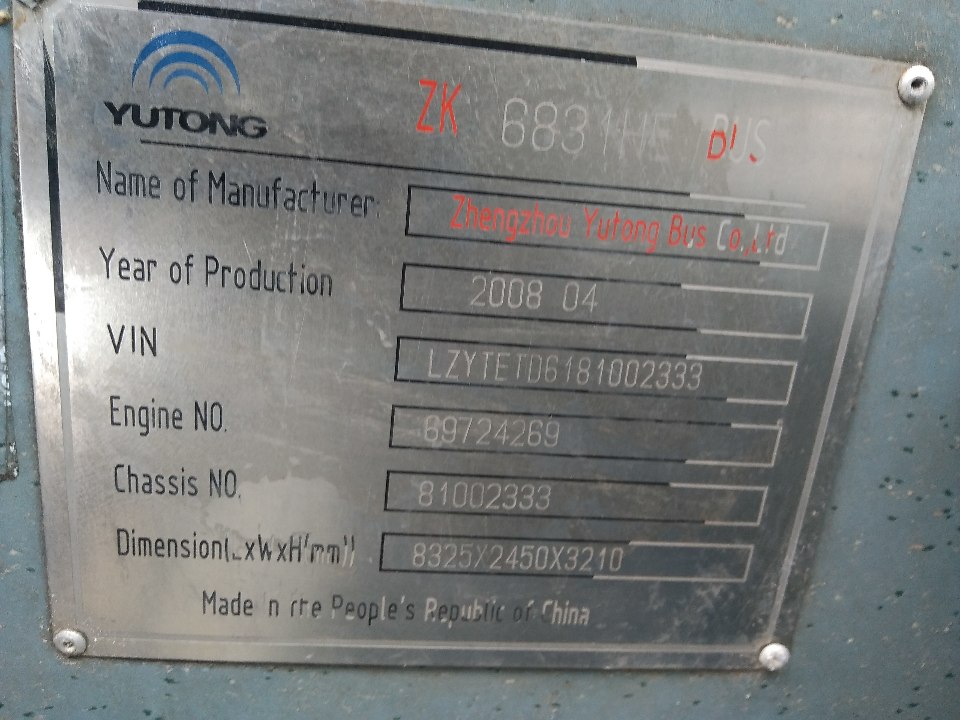 YUTONG
ZK 6831HE BUS
Name of Manufacturer: Zhengzhou Yutong Bus Co.,Ltd
Year of Production 2008 04
VIN LZYTETD6181002333
Engine NO. 69724269
Chassis NO. 81002333
Dimension(LxWxH(mm)) 8325X2450X3210
Made in the People's Republic of China